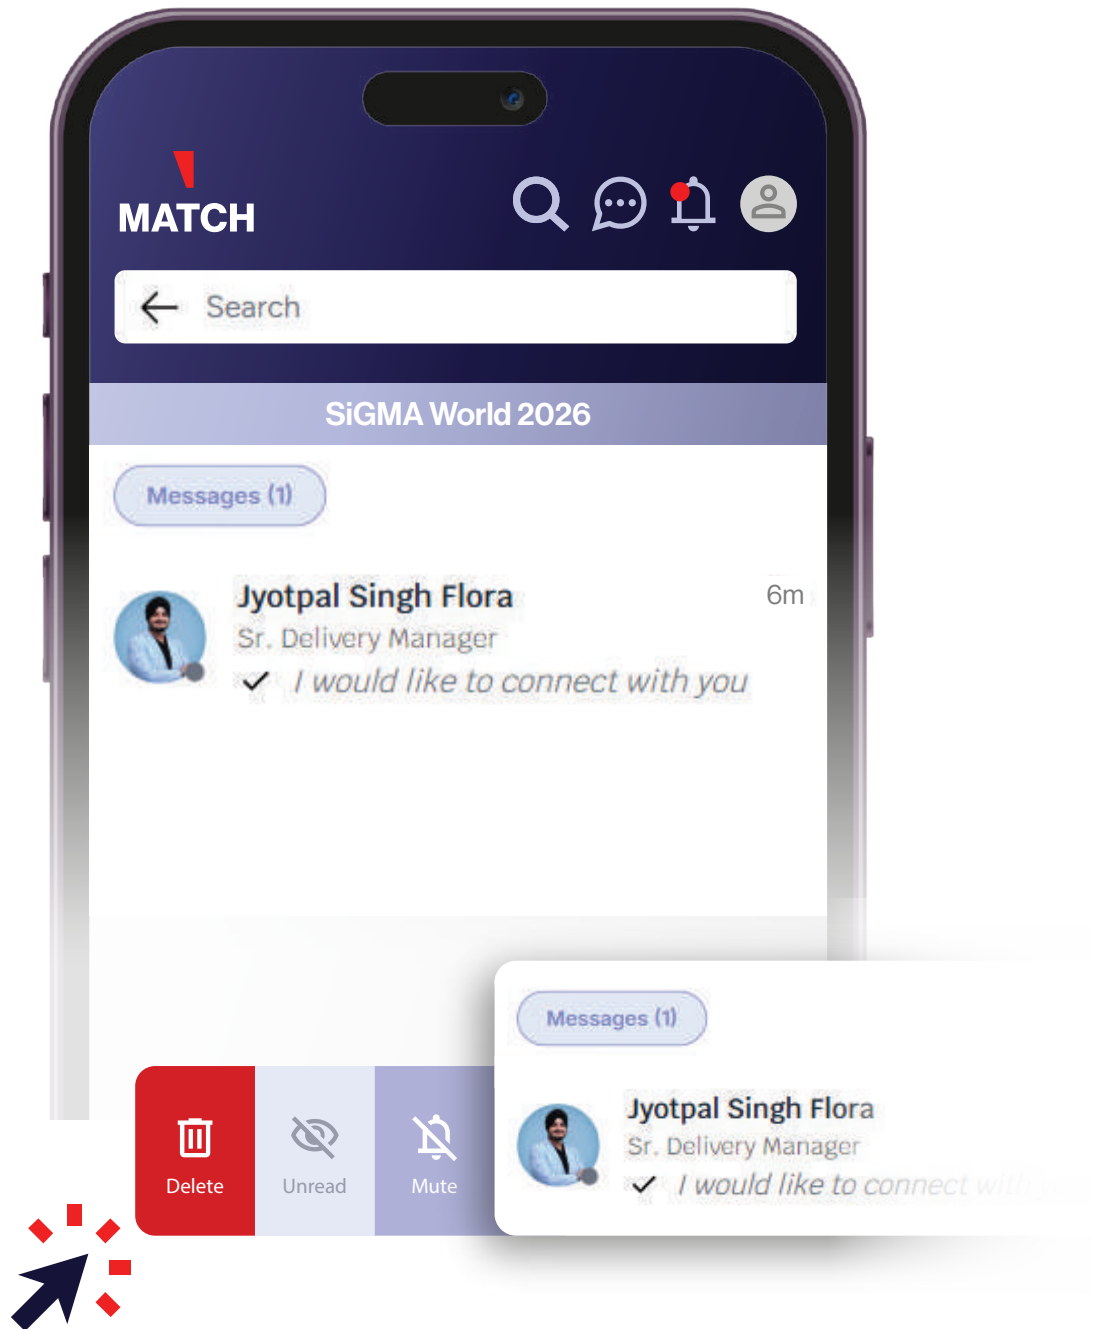 MATCH
Search
SiGMA World 2026
Messages (1)
Jyotpal Singh Flora
6m
Sr. Delivery Manager
I would like to connect with you
Messages (1)
Jyotpal Singh Flora
Sr. Delivery Manager
I would like to connect with
Delete
Unread
Mute